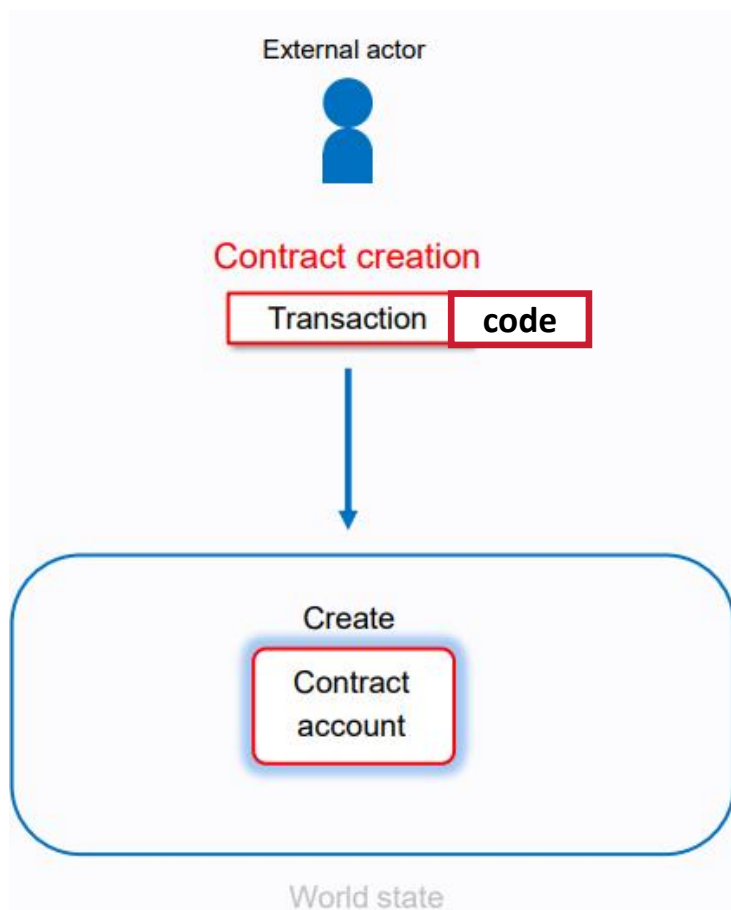 External actor
Contract creation
Transaction code
Create
Contract
account
World state